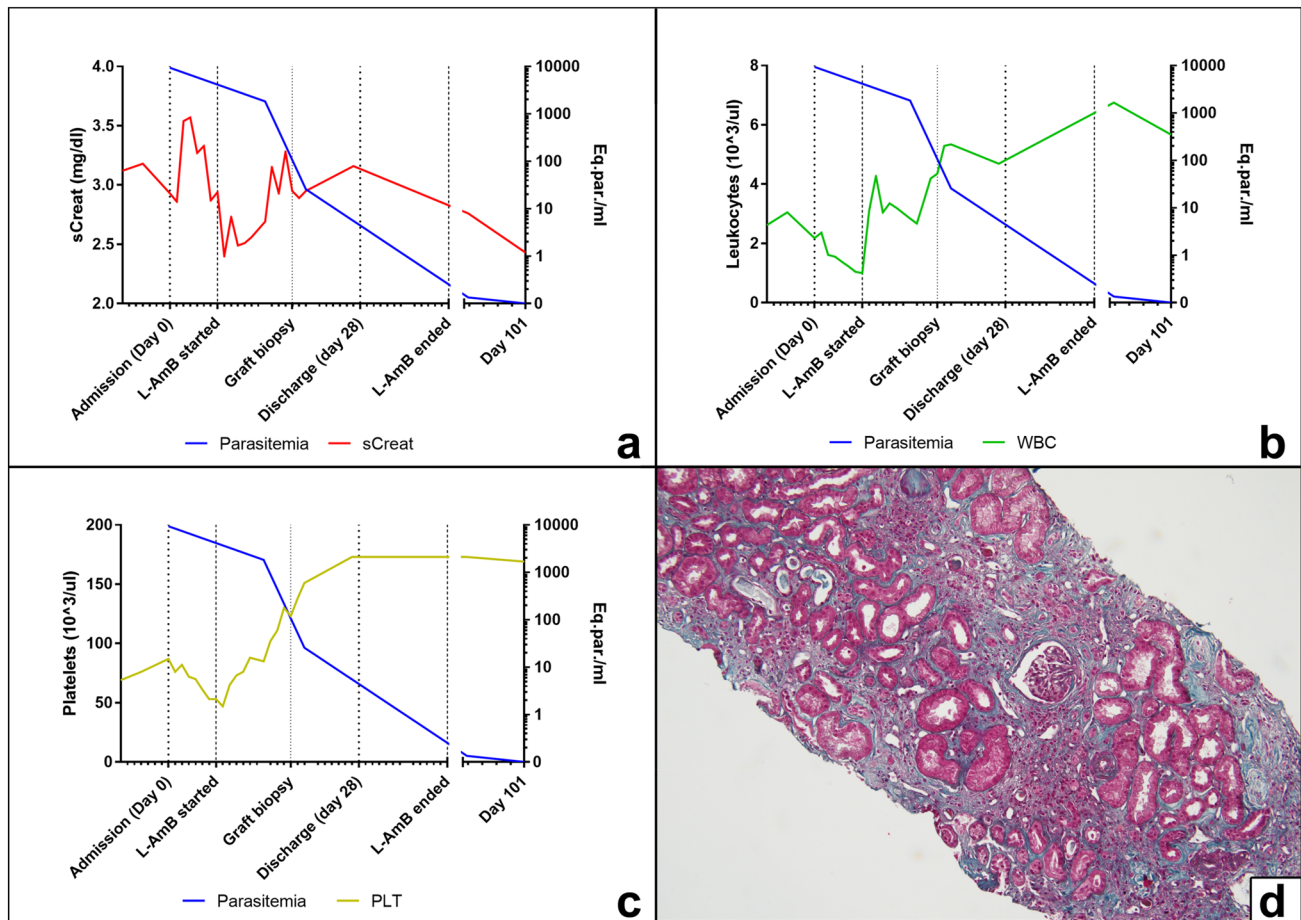 4.0
3.5
3.0
2.5
2.0
sCreat (mg/dl)
10000
1000
100
10
1
0
Eq.par./ml
Admission (Day 0)
L-AmB started
Graft biopsy
Discharge (day 28)
L-AmB ended
Day 101
Parasitemia sCreat
a
8
6
4
2
0
Leukocytes (10^3/ul)
10000
1000
100
10
1
0
Eq.par./ml
Admission (Day 0)
L-AmB started
Graft biopsy
Discharge (day 28)
L-AmB ended
Day 101
Parasitemia WBC
b
200
150
100
50
0
Platelets (10^3/ul)
10000
1000
100
10
1
0
Eq.par./ml
Admission (Day 0)
L-AmB started
Graft biopsy
Discharge (day 28)
L-AmB ended
Day 101
Parasitemia PLT
c
d